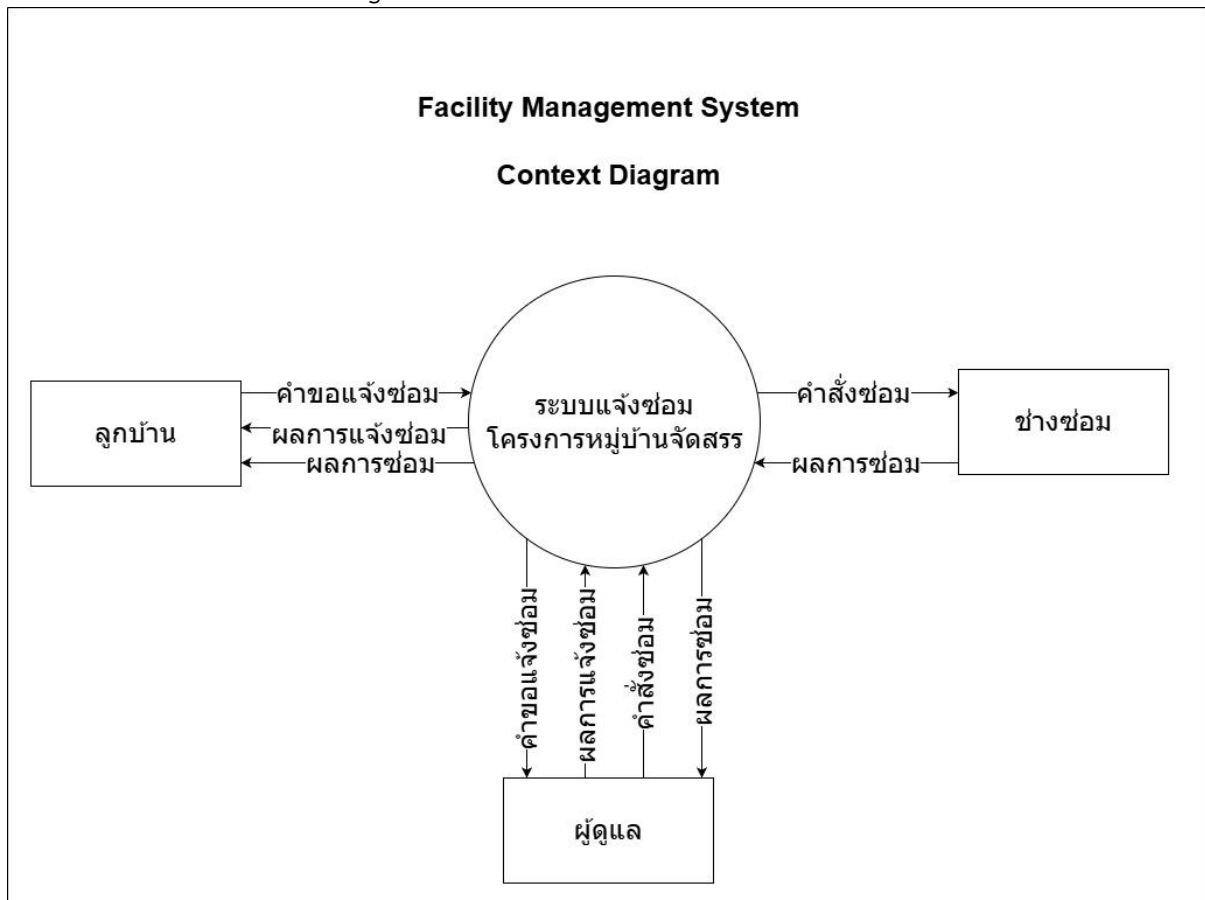 Facility Management System
Context Diagram
คำขอแจ้งซ่อม
ผลการแจ้งซ่อม
ผลการซ่อม
ลูกบ้าน
ระบบแจ้งซ่อม
โครงการหมู่บ้านจัดสรร
คำสั่งซ่อม
ผลการซ่อม
ช่างซ่อม
คำขอแจ้งซ่อม
ผลการแจ้งซ่อม
คำสั่งซ่อม
ผลการซ่อม
ผู้ดูแล